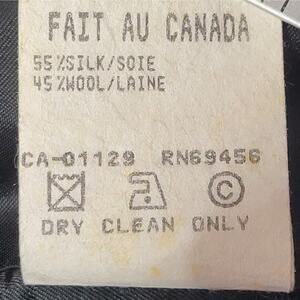 FAIT AU CANADA
55%SILK/SOIE
45%WOOL/LAINE
CA-01129 RN69456
C
DRY CLEAN ONLY